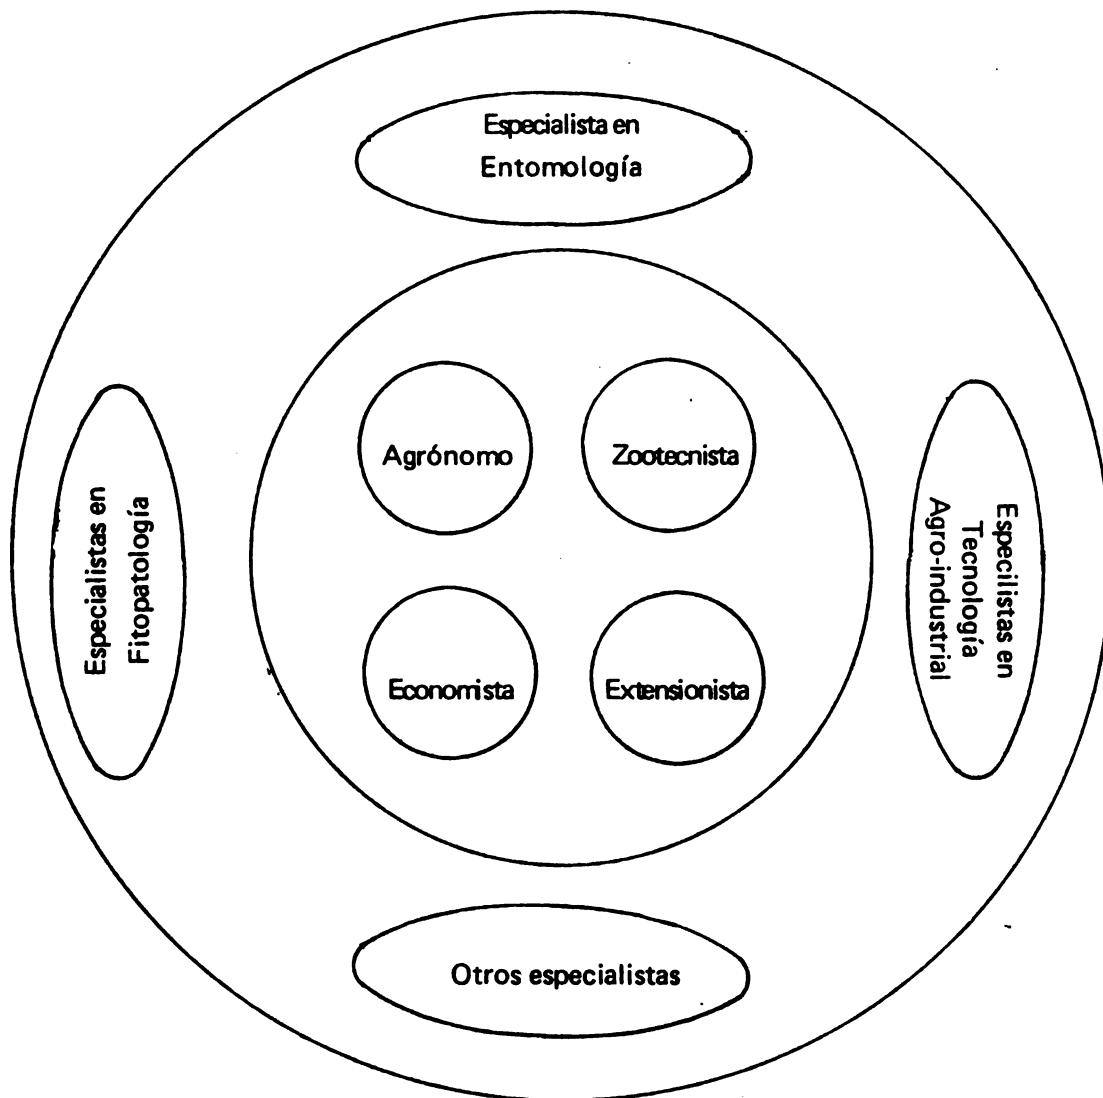 Especialista en
Entomología
Agrónomo
Zootecnista
Especialistas en
Fitopatología
Especilistas en
Tecnología
Agro-industrial
Economista
Extensionista
Otros especialistas